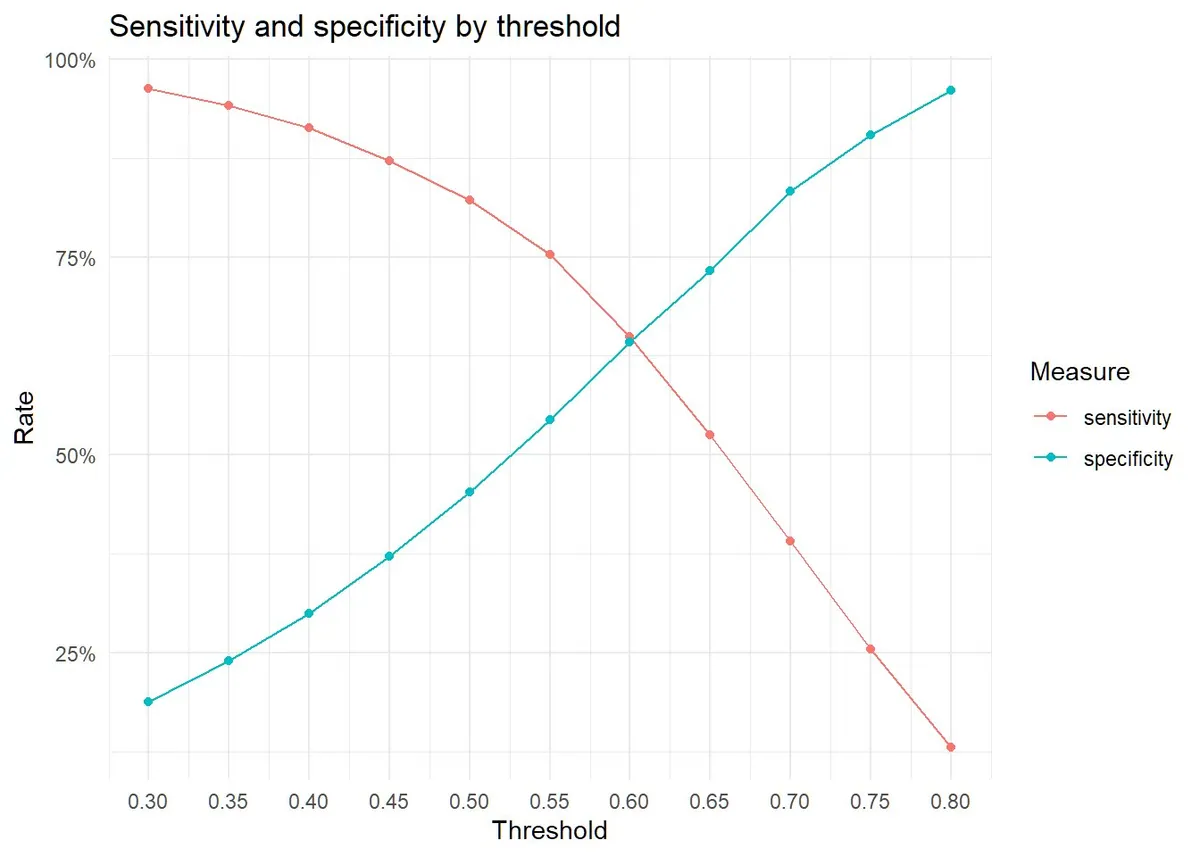 Sensitivity and specificity by threshold
100%
75%
50%
25%
Rate
0.30 0.35 0.40 0.45 0.50 0.55 0.60 0.65 0.70 0.75 0.80
Threshold
Measure
sensitivity
specificity